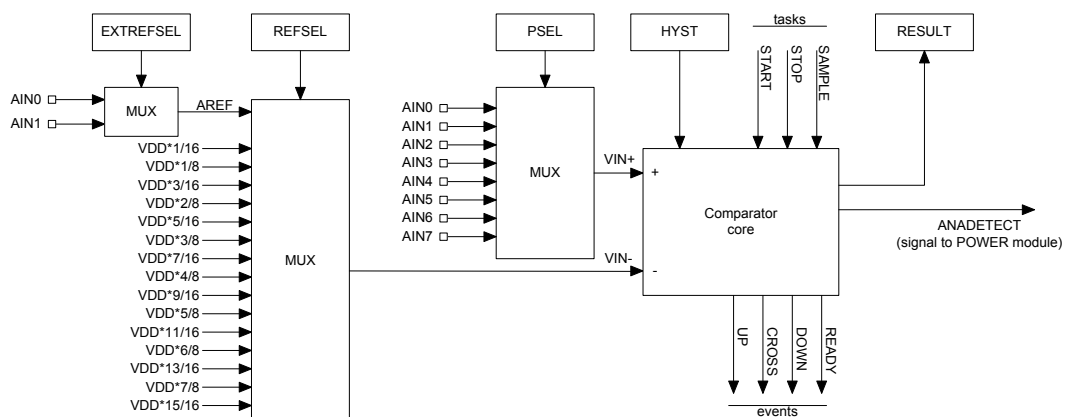 tasks
EXTREFSEL
REFSEL
PSEL
HYST
START
STOP
SAMPLE
RESULT
AIN0
AIN1
MUX
AREF
VDD*1/16
VDD*1/8
VDD*3/16
VDD*2/8
VDD*5/16
VDD*3/8
VDD*7/16
VDD*4/8
VDD*9/16
VDD*5/8
VDD*11/16
VDD*6/8
VDD*13/16
VDD*7/8
VDD*15/16
MUX
AIN0
AIN1
AIN2
AIN3
AIN4
AIN5
AIN6
AIN7
MUX
VIN+
VIN-
+
-
Comparator
core
ANADETECT
(signal to POWER module)
UP
CROSS
DOWN
READY
events